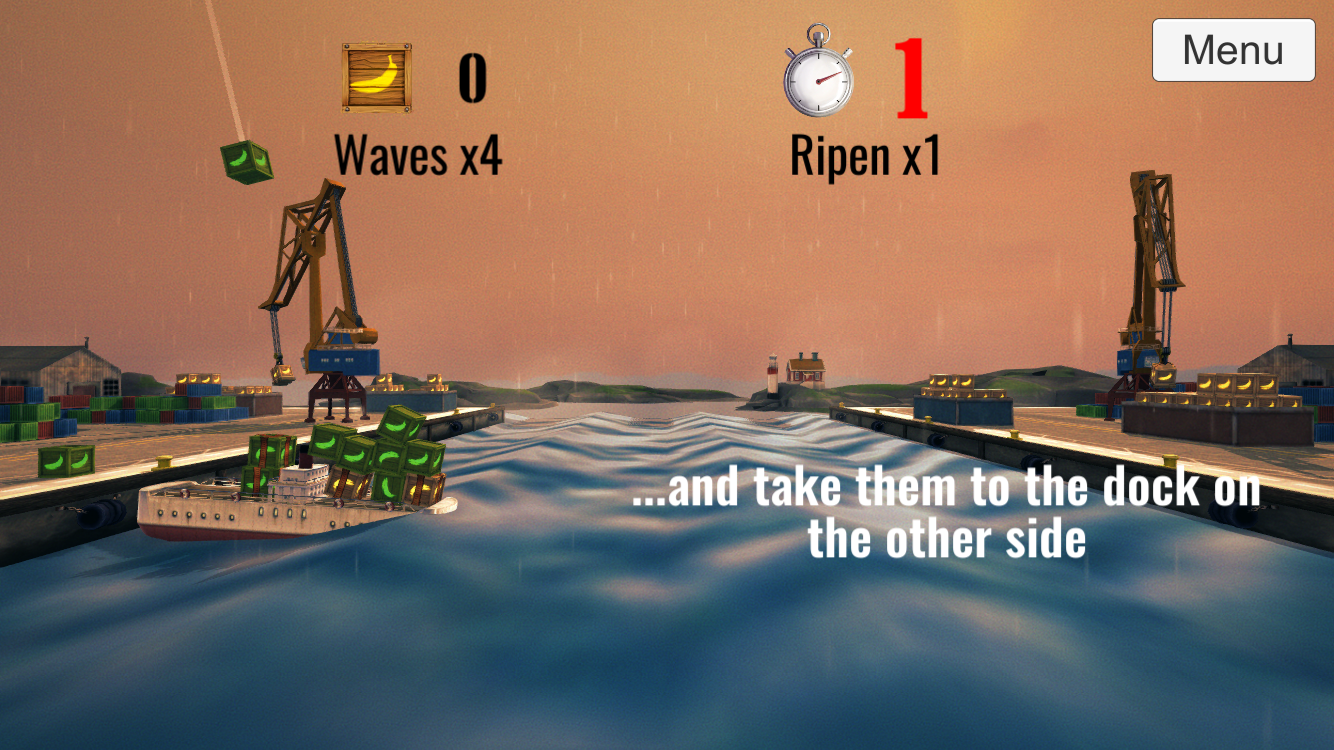 0
1
Menu
Waves x4
Ripen x1
...and take them to the dock on
the other side